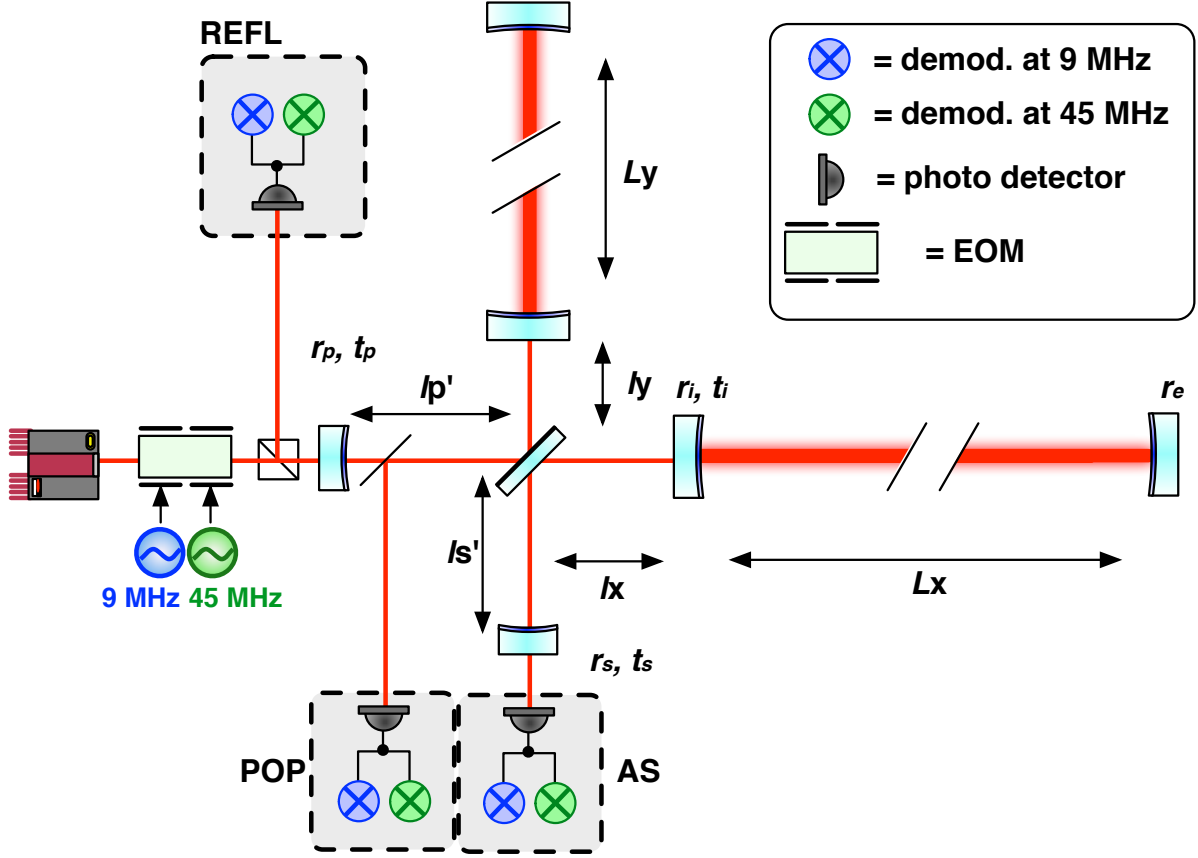 REFL
= demod. at 9 MHz
= demod. at 45 MHz
= photo detector
= EOM
Ly
rp, tp
lp'
ly
ri, ti
re
ls'
lx
Lx
9 MHz 45 MHz
rs, ts
POP
AS